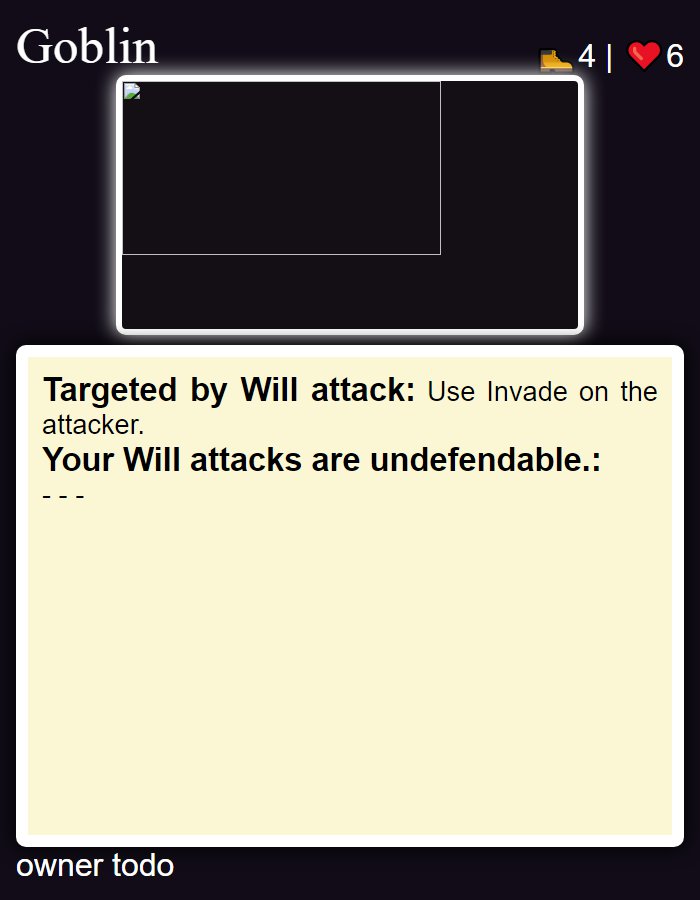 Goblin
4 | 6
Targeted by Will attack: Use Invade on the
attacker.
Your Will attacks are undefendable.:
- - -
owner todo